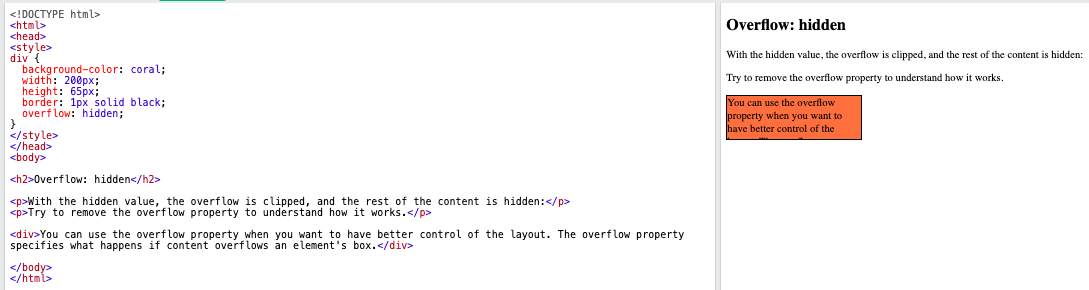 <!DOCTYPE html>
<html>
<head>
<style>
div {
  background-color: coral;
  width: 200px;
  height: 65px;
  border: 1px solid black;
  overflow: hidden;
}
</style>
</head>
<body>

<h2>Overflow: hidden</h2>

<p>With the hidden value, the overflow is clipped, and the rest of the content is hidden:</p>
<p>Try to remove the overflow property to understand how it works.</p>

<div>You can use the overflow property when you want to have better control of the layout. The overflow property
specifies what happens if content overflows an element's box.</div>

</body>
</html>
Overflow: hidden
With the hidden value, the overflow is clipped, and the rest of the content is hidden:
Try to remove the overflow property to understand how it works.
You can use the overflow
property when you want to
have better control of the